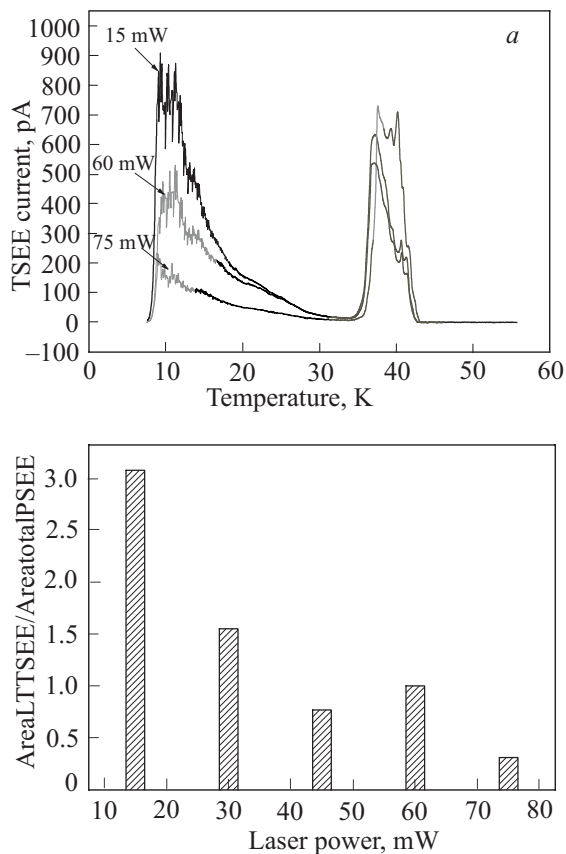 1000
900
800
700
600
500
400
300
200
100
0
–100
TSEE current, pA
15 mW
60 mW
75 mW
a
0 10 20 30 40 50 60
Temperature, K
3.0
2.5
2.0
1.5
1.0
0.5
0
AreaLTTSEE/AreatotalPSEE
10 20 30 40 50 60 70 80
Laser power, mW